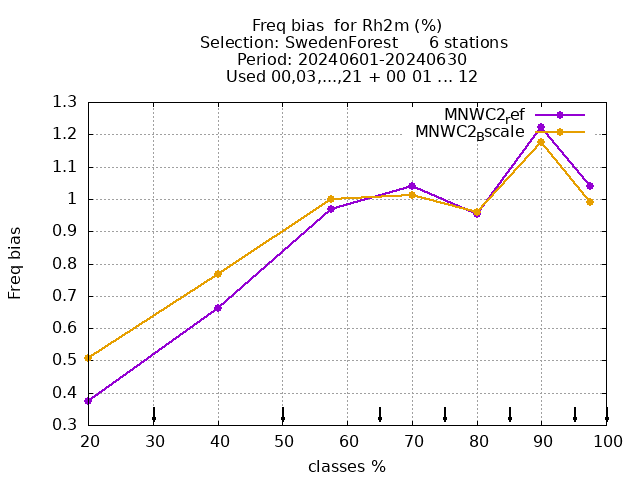 Freq bias  for Rh2m (%)
Selection: SwedenForest      6 stations
Period: 20240601-20240630
Used 00,03,...,21 + 00 01 ... 12
MNWC2ref
MNWC2Bscale
1.3
1.2
1.1
1
0.9
0.8
0.7
0.6
0.5
0.4
0.3
Freq bias
20 30 40 50 60 70 80 90 100
classes %